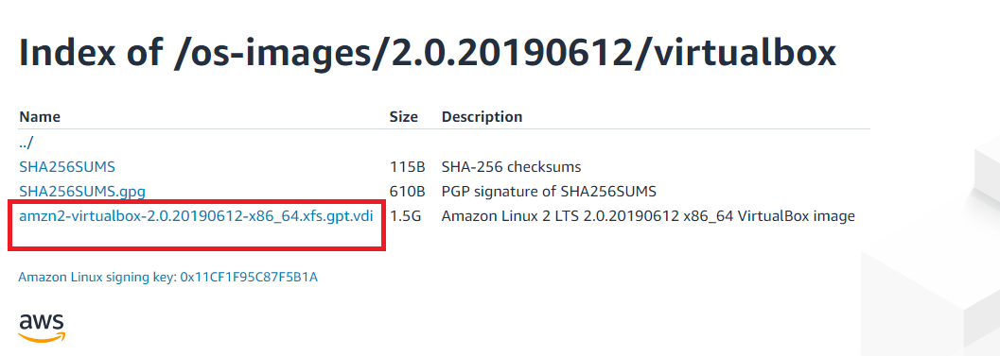 Index of /os-images/2.0.20190612/virtualbox
Name Size Description
../
SHA256SUMS 115B SHA-256 checksums
SHA256SUMS.gpg 610B PGP signature of SHA256SUMS
amzn2-virtualbox-2.0.20190612-x86_64.xfs.gpt.vdi 1.5G Amazon Linux 2 LTS 2.0.20190612 x86_64 VirtualBox image
Amazon Linux signing key: 0x11CF1F95C87F5B1A
aws